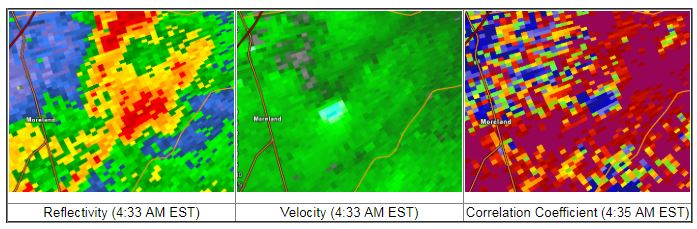 Moreland
Moreland
Moreland
Reflectivity (4:33 AM EST)
Velocity (4:33 AM EST)
Correlation Coefficient (4:35 AM EST)